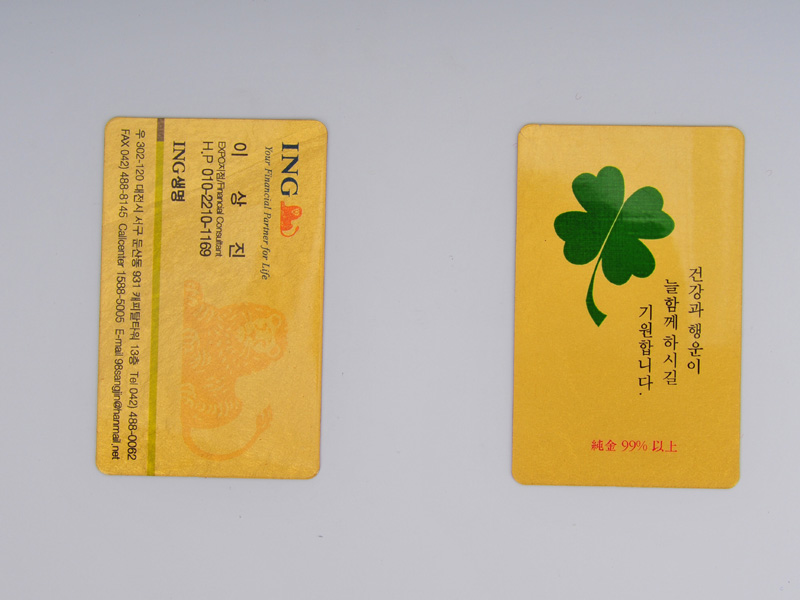 ING
Your Financial Partner for Life
이 상 진
EXPO지점/Financial Consultant
H.P 010-2210-1169
ING 생명
우 302-120 대전시 서구 둔산동 931 캐피탈타워 13층 Tel 042) 488-0062
FAX 042) 488-8145 Callcenter 1588-5005 E-mail 98sangjin@hanmail.net
건강과 행운이
늘함께 하시길
기원합니다.
純金 99% 以上